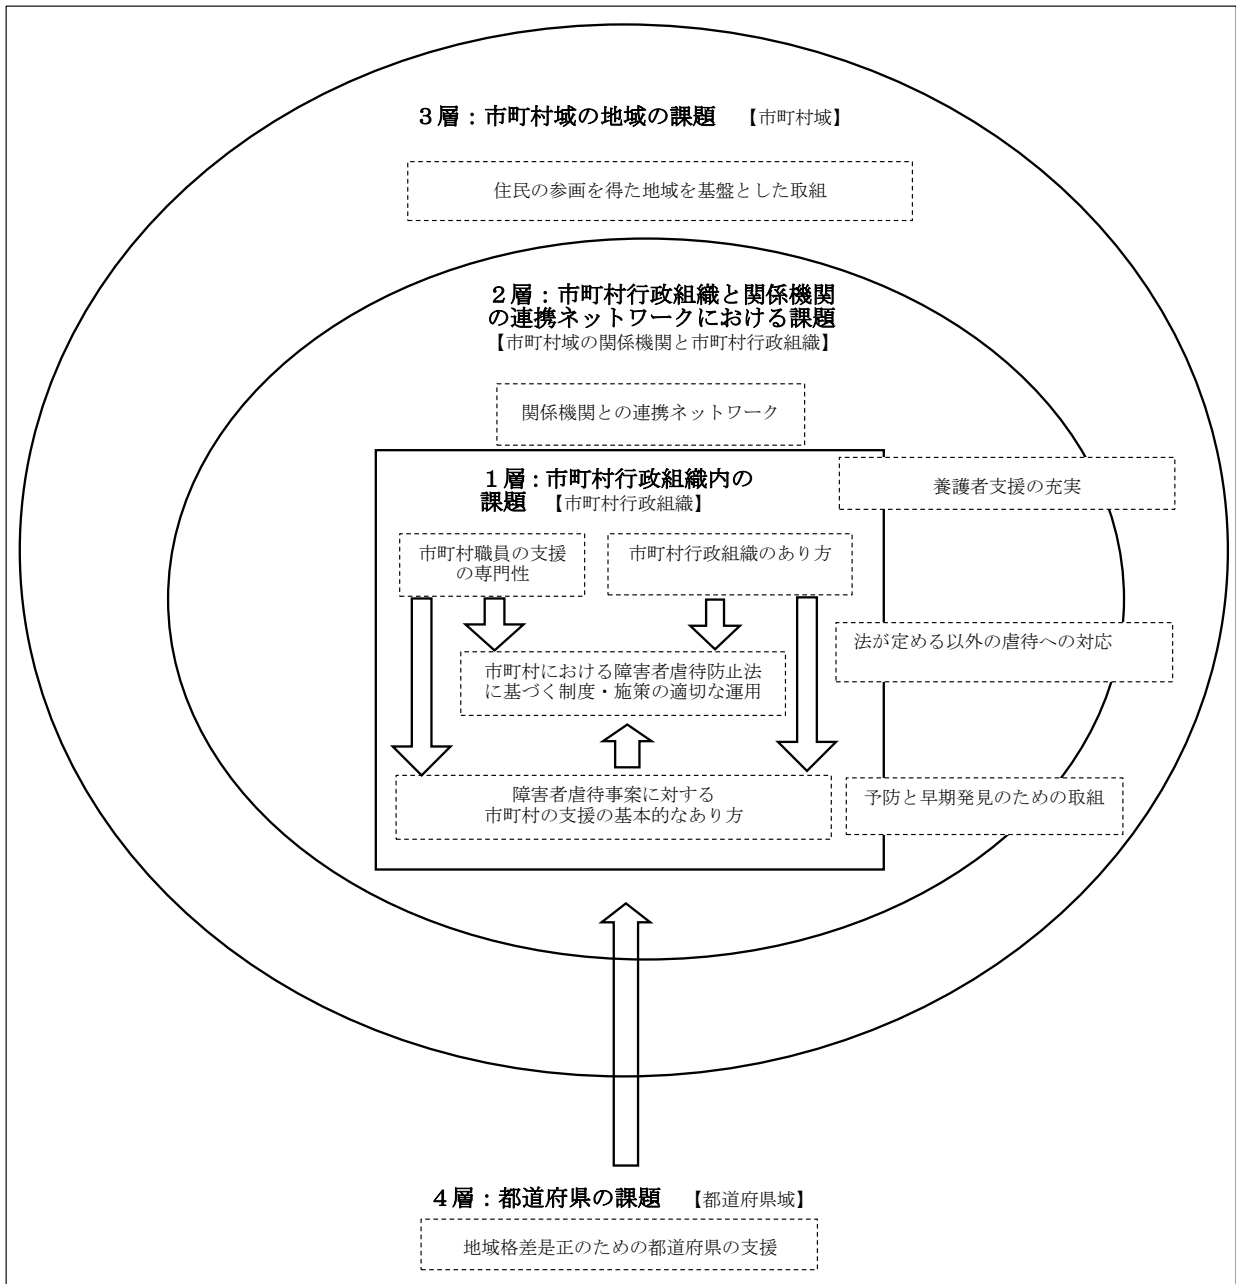 3層：市町村域の地域の課題　【市町村域】
住民の参画を得た地域を基盤とした取組
2層：市町村行政組織と関係機関
の連携ネットワークにおける課題
【市町村域の関係機関と市町村行政組織】
関係機関との連携ネットワーク
1層：市町村行政組織内の
課題　【市町村行政組織】
養護者支援の充実
市町村職員の支援
の専門性
市町村行政組織のあり方
法が定める以外の虐待への対応
市町村における障害者虐待防止法
に基づく制度・施策の適切な運用
障害者虐待事案に対する
市町村の支援の基本的なあり方
予防と早期発見のための取組
4層：都道府県の課題　【都道府県域】
地域格差是正のための都道府県の支援